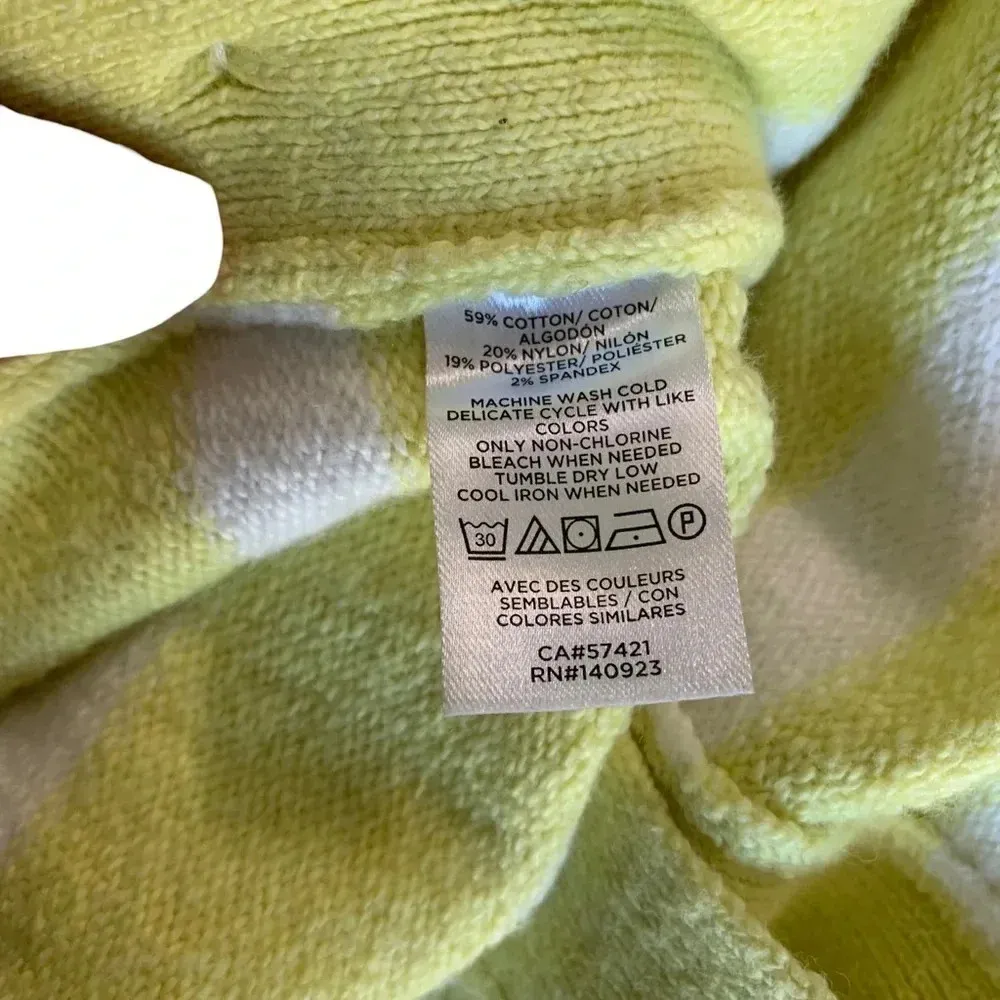 59% COTTON/ COTON/
ALGODÓN
20% NYLON/ NILÓN
19% POLYESTER/ POLIÉSTER
2% SPANDEX
MACHINE WASH COLD
DELICATE CYCLE WITH LIKE
COLORS
ONLY NON-CHLORINE
BLEACH WHEN NEEDED
TUMBLE DRY LOW
COOL IRON WHEN NEEDED
30 P
AVEC DES COULEURS
SEMBLABLES / CON
COLORES SIMILARES
CA#57421
RN#140923